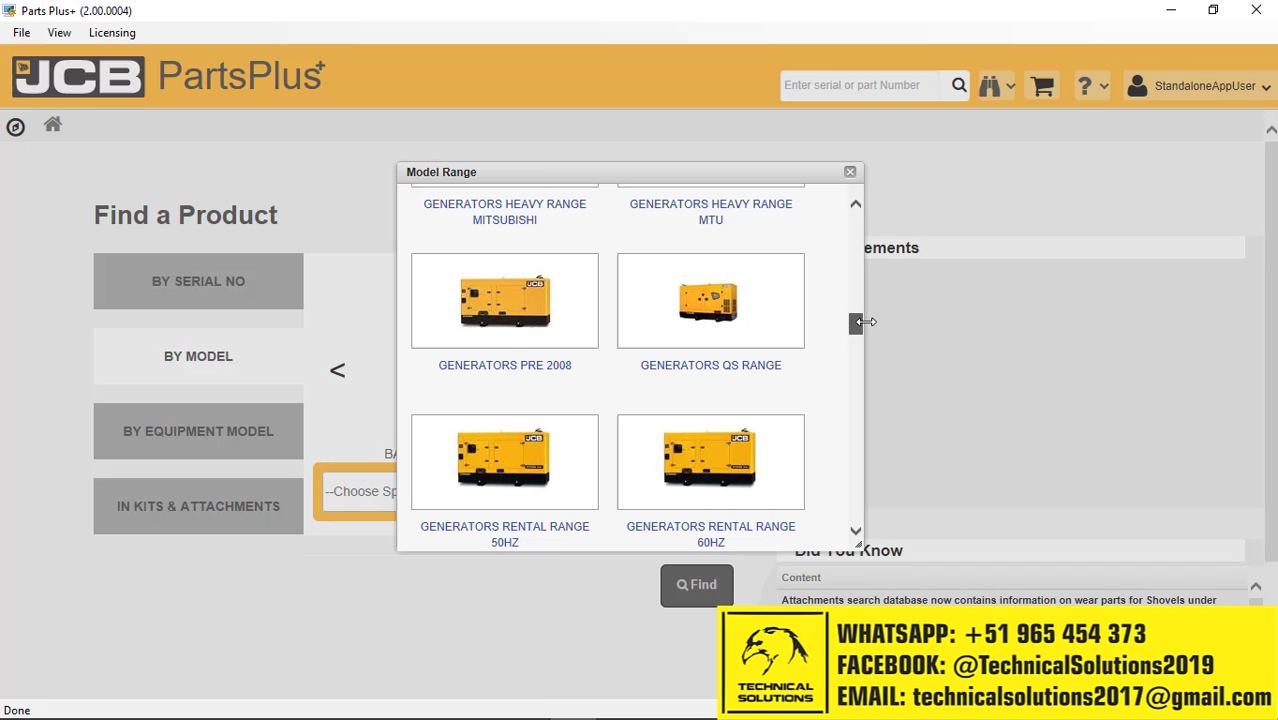 Parts Plus+ (2.00.0004)
File View Licensing
JCB PartsPlus+
Enter serial or part Number
? StandaloneAppUser
Model Range
Find a Product
BY SERIAL NO
BY MODEL
BY EQUIPMENT MODEL
IN KITS & ATTACHMENTS
<
BA
--Choose Sp
GENERATORS HEAVY RANGE
MITSUBISHI
GENERATORS HEAVY RANGE
MTU
JCB
GENERATORS PRE 2008
GENERATORS QS RANGE
JCB
GENERATORS RENTAL RANGE
50HZ
JCB
GENERATORS RENTAL RANGE
60HZ
ements
Find
Did You Know
Content
Attachments search database now contains information on wear parts for Shovels under
TECHNICAL
SOLUTIONS
WHATSAPP: +51 965 454 373
FACEBOOK: @TechnicalSolutions2019
EMAIL: technicalsolutions2017@gmail.com
Done